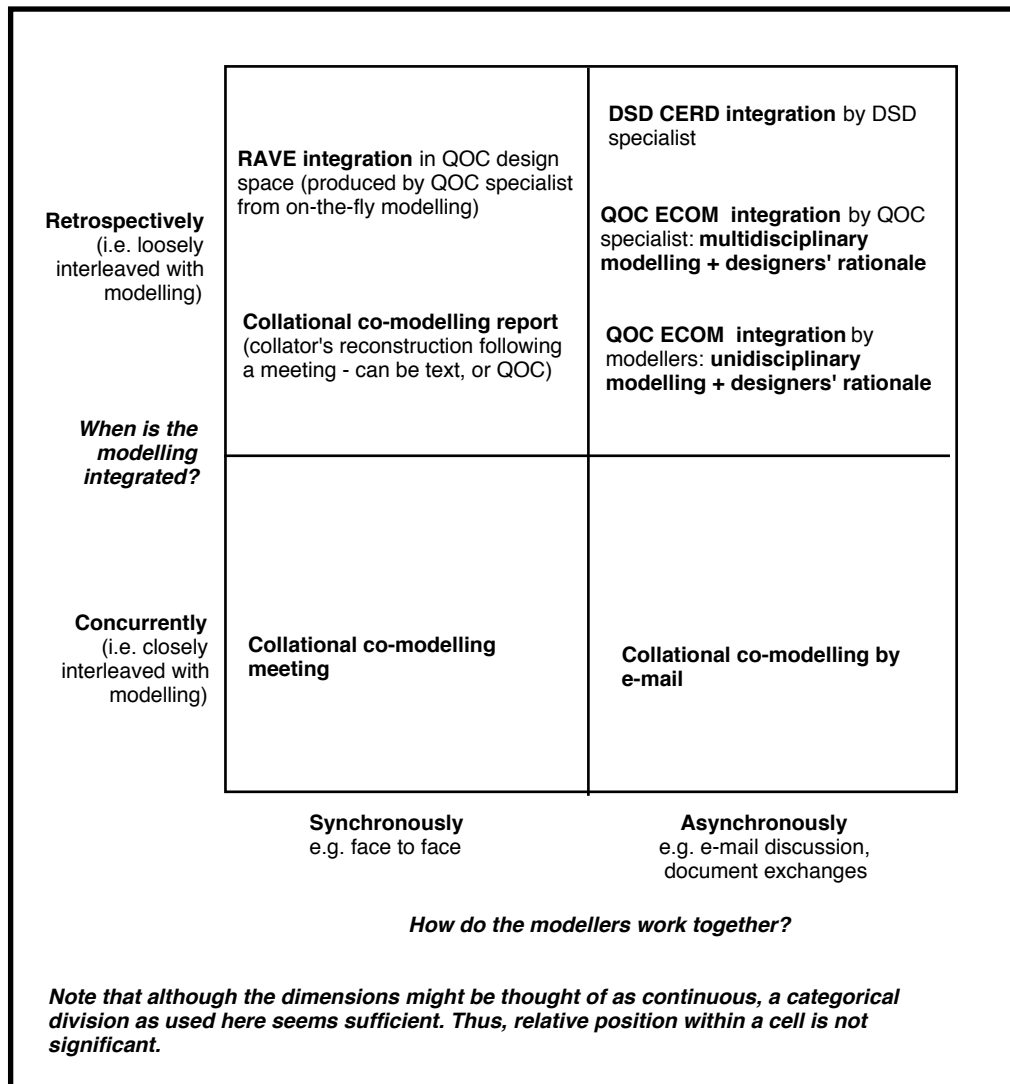 Retrospectively
(i.e. loosely
interleaved with
modelling)
RAVE integration in QOC design
space (produced by QOC specialist
from on-the-fly modelling)
Collational co-modelling report
(collator's reconstruction following
a meeting - can be text, or QOC)
DSD CERD integration by DSD
specialist
QOC ECOM integration by QOC
specialist: multidisciplinary
modelling + designers' rationale
QOC ECOM integration by
modellers: unidisciplinary
modelling + designers' rationale
When is the
modelling
integrated?
Concurrently
(i.e. closely
interleaved with
modelling)
Collational co-modelling
meeting
Collational co-modelling by
e-mail
Synchronously
e.g. face to face
Asynchronously
e.g. e-mail discussion,
document exchanges
How do the modellers work together?
Note that although the dimensions might be thought of as continuous, a categorical
division as used here seems sufficient. Thus, relative position within a cell is not
significant.